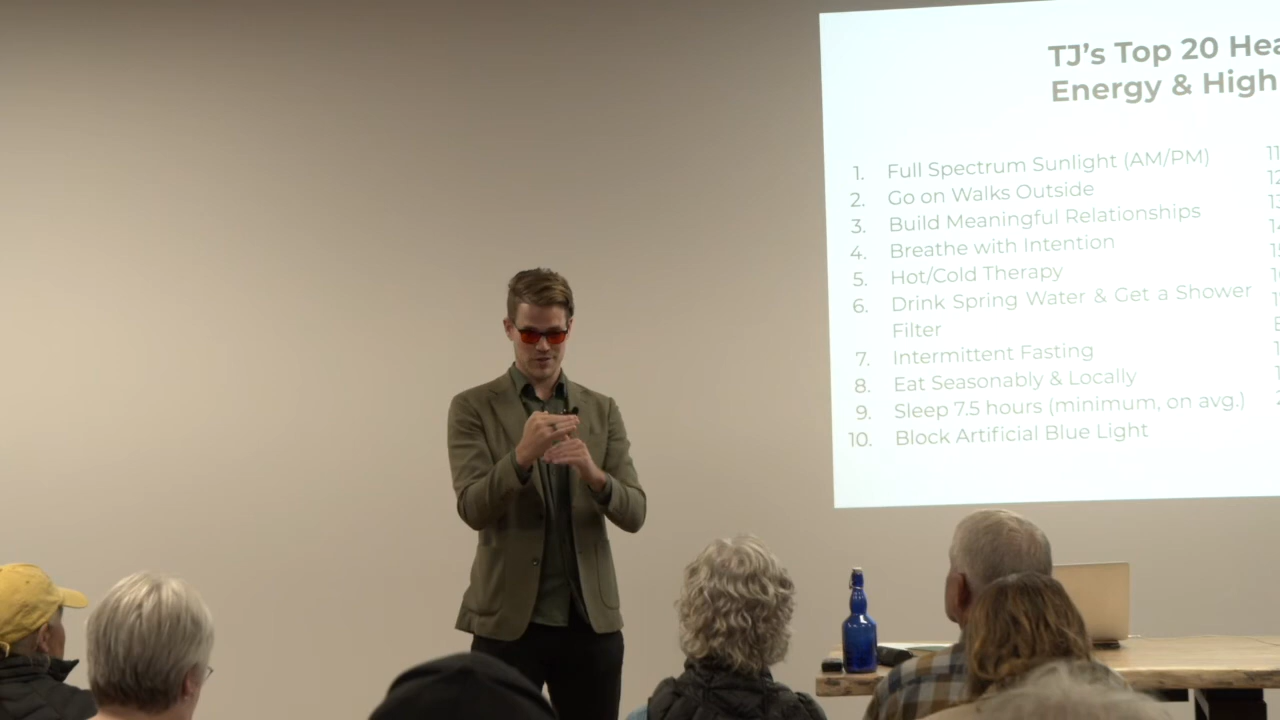 TJ's Top 20
Energy & High
1. Full Spectrum Sunlight (AM/PM)
2. Go on Walks Outside
3. Build Meaningful Relationships
4. Breathe with Intention
5. Hot/Cold Therapy
6. Drink Spring Water & Get a Shower
Filter
7. Intermittent Fasting
8. Eat Seasonably & Locally
9. Sleep 7.5 hours (minimum, on avg.)
10. Block Artificial Blue Light